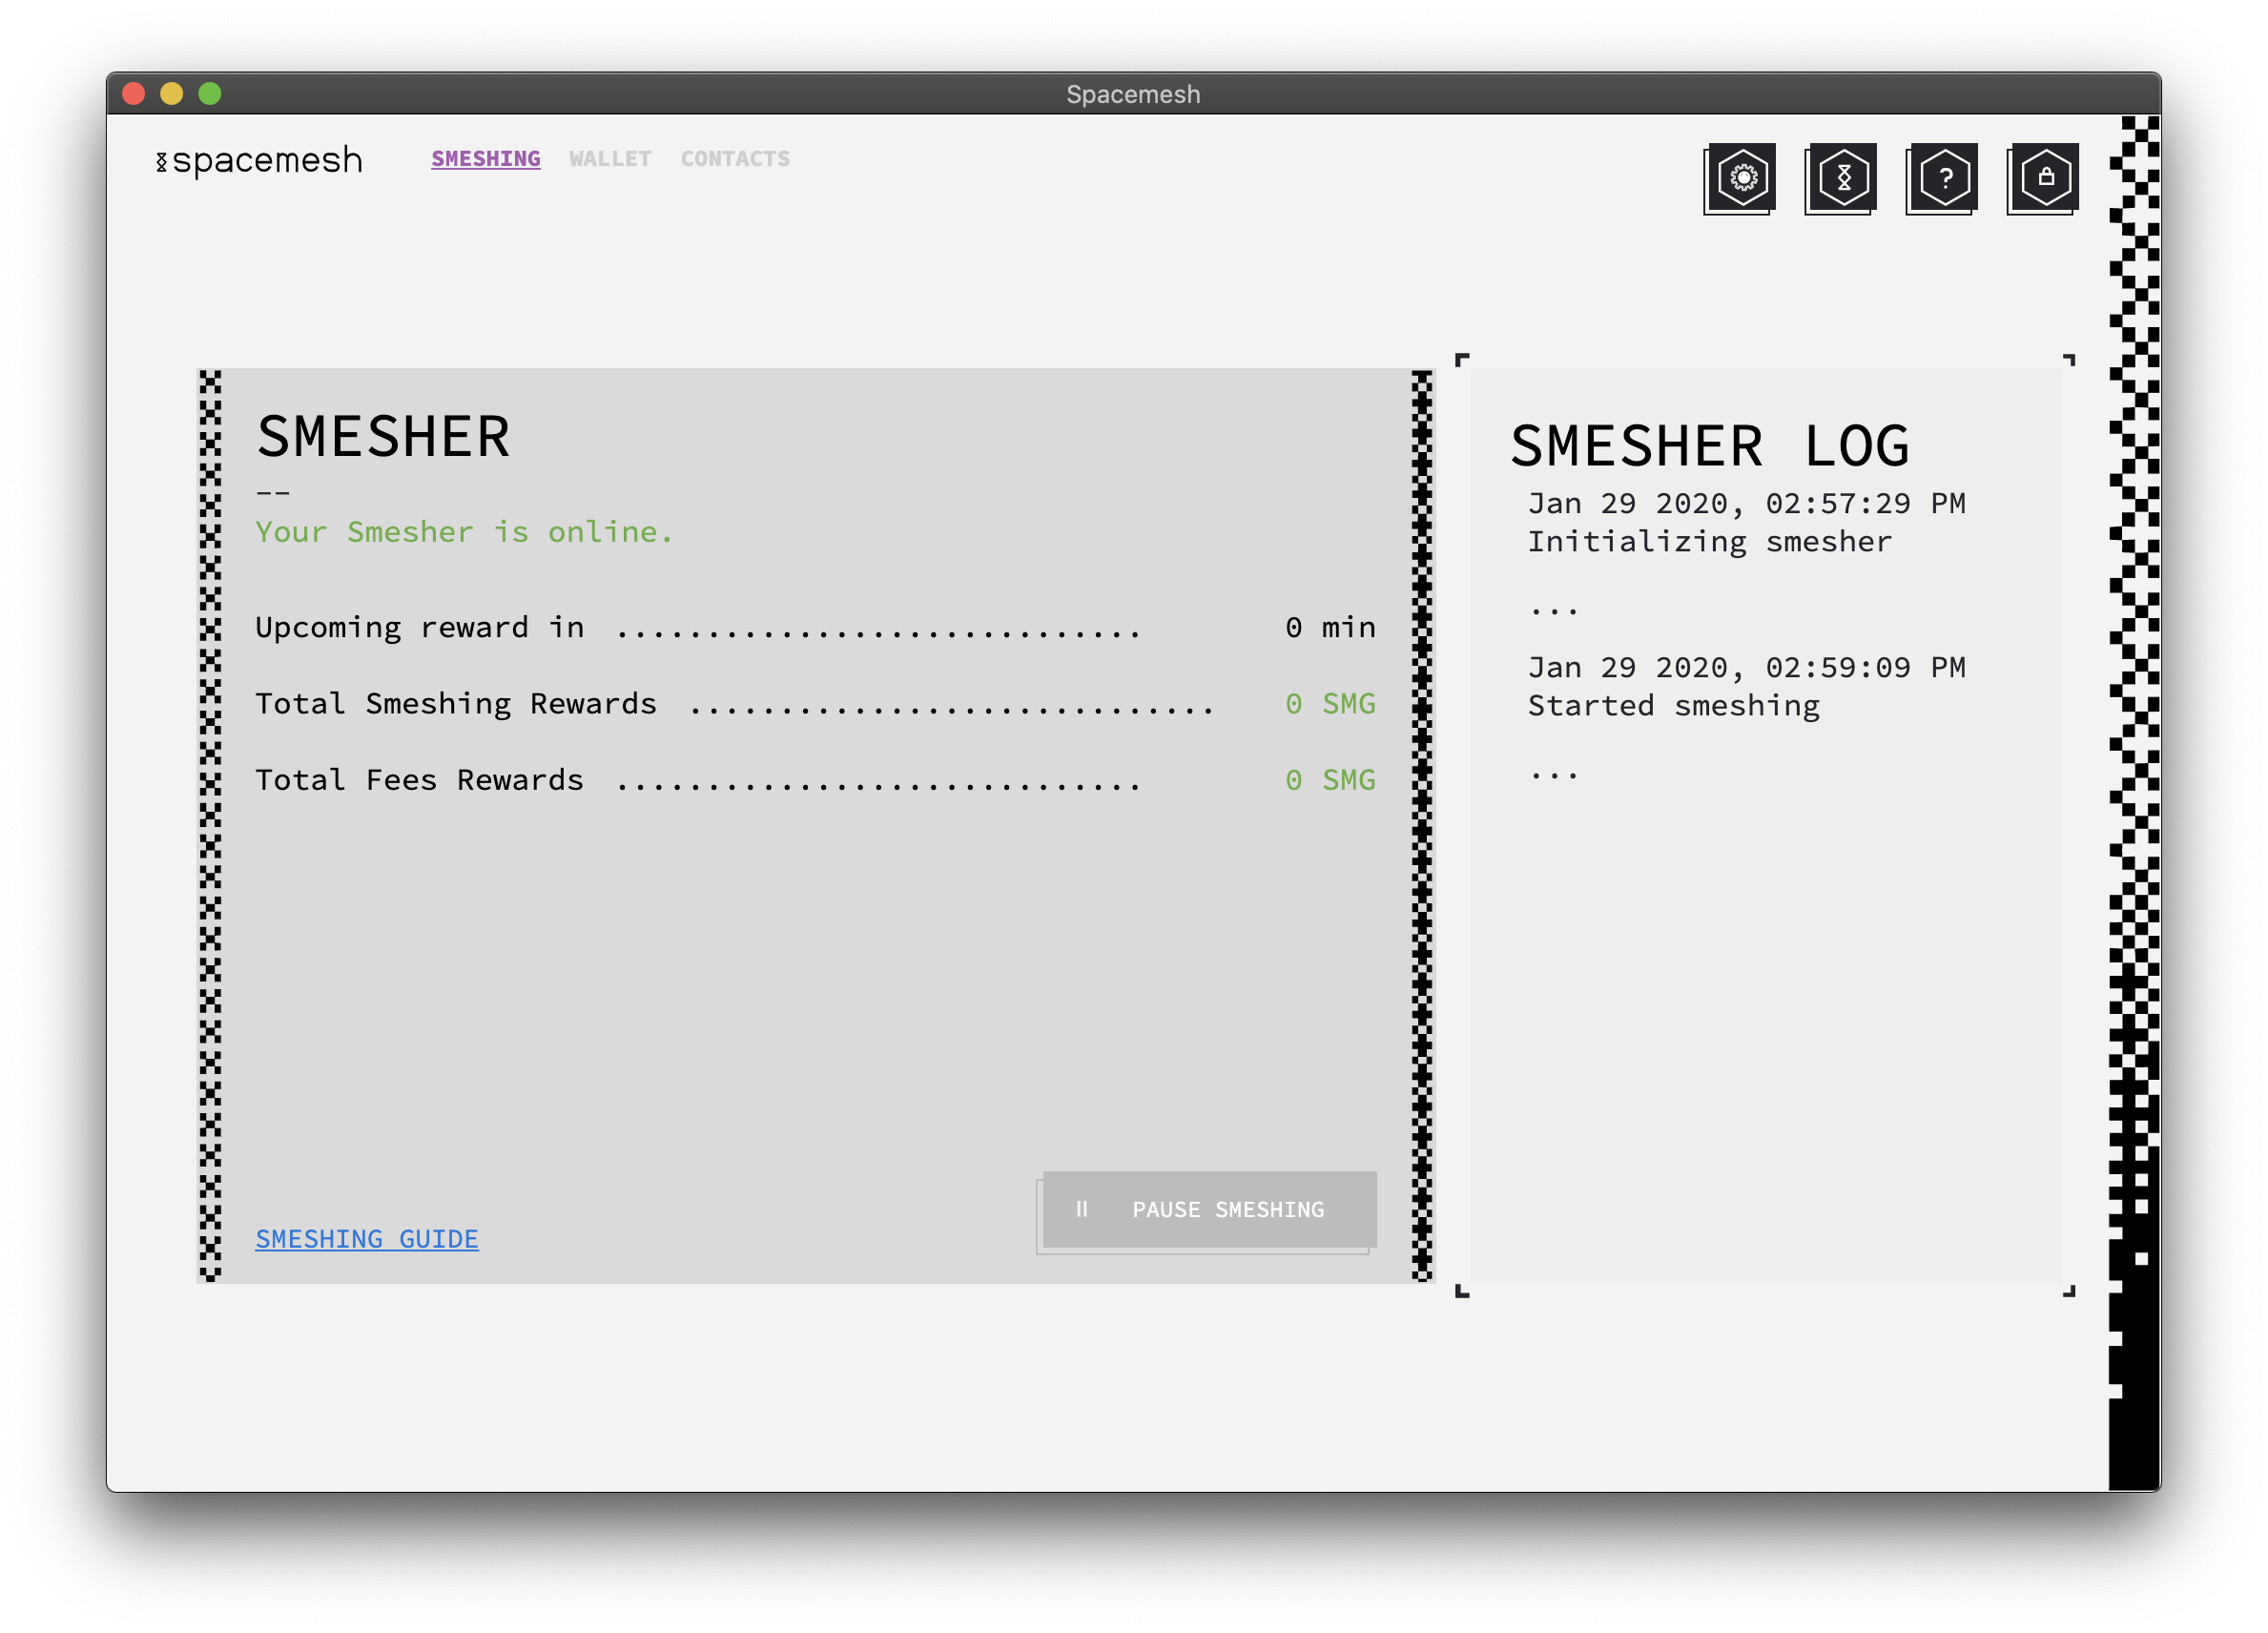 Spacemesh
spacemesh
SMESHING WALLET CONTACTS
?
SMESHER
--
Your Smesher is online.
Upcoming reward in ............................. 0 min
Total Smeshing Rewards ............................. 0 SMG
Total Fees Rewards ............................. 0 SMG
SMESHING GUIDE
PAUSE SMESHING
SMESHER LOG
Jan 29 2020, 02:57:29 PM
Initializing smesher
...
Jan 29 2020, 02:59:09 PM
Started smeshing
...